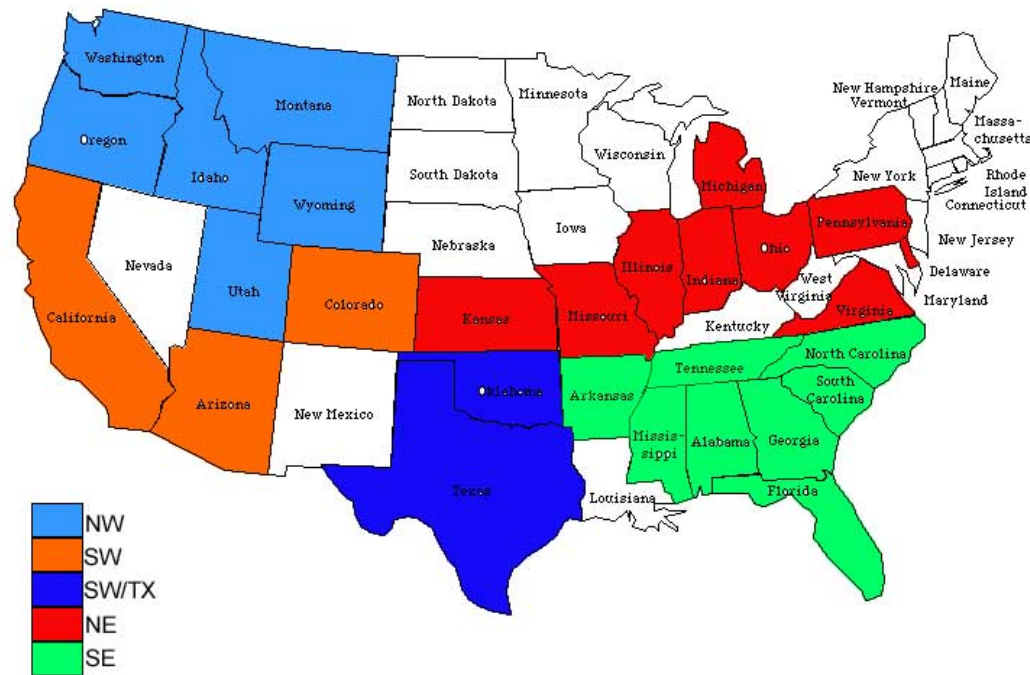 Washington
Oregon
Idaho
Montana
Wyoming
Utah
Nevada
California
Arizona
Colorado
New Mexico
North Dakota
South Dakota
Nebraska
Kansas
Oklahoma
Texas
Minnesota
Iowa
Missouri
Arkansas
Louisiana
Wisconsin
Illinois
Michigan
Indiana
Ohio
Kentucky
Tennessee
Missis-
sippi
Alabama
Georgia
Florida
South
Carolina
North Carolina
Virginia
West
Virginia
Pennsylvania
New York
New Hampshire
Vermont
Maine
Massa-
chusetts
Rhode
Island
Connecticut
New Jersey
Delaware
Maryland
NW
SW
SW/TX
NE
SE